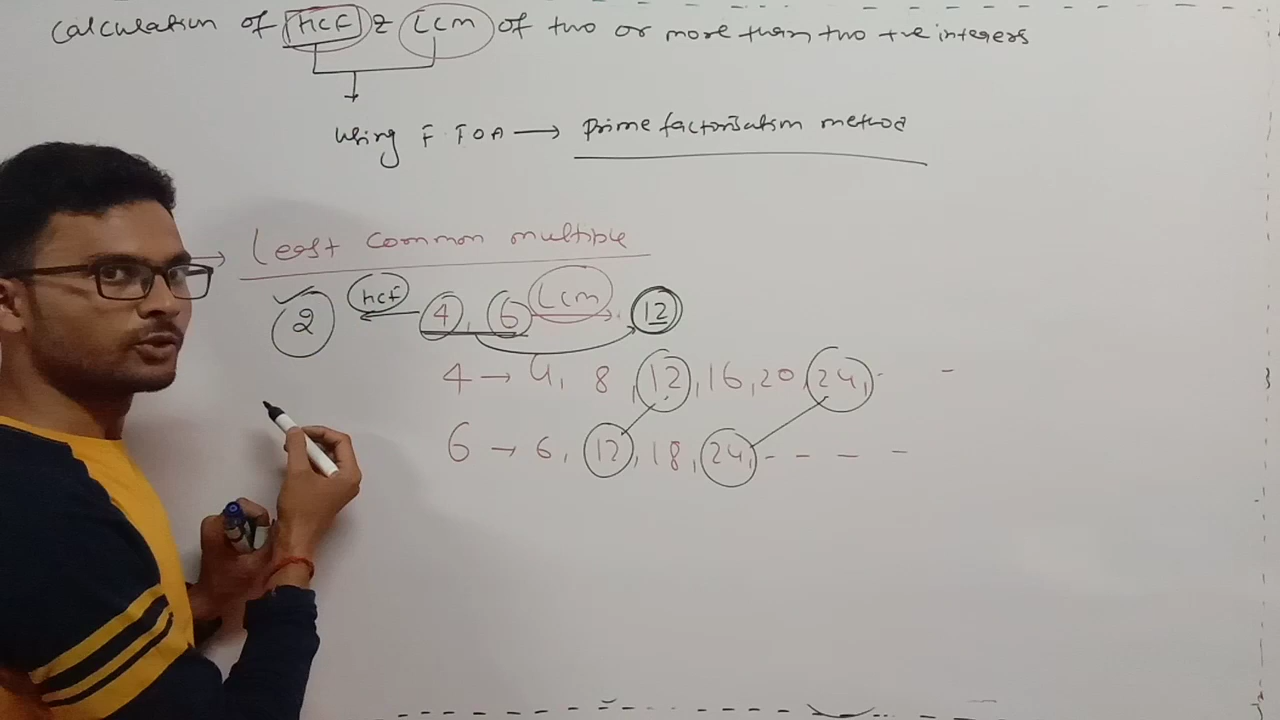 Calculation of HCF & LCM of two or more than two +ve integers
Using F.TOA → Prime factorisation method
→ Least common multiple
2 ← HCF 4, 6 LCM → 12
4 → 4, 8, 12, 16, 20, 24, - -
6 → 6, 12, 18, 24, - - - -